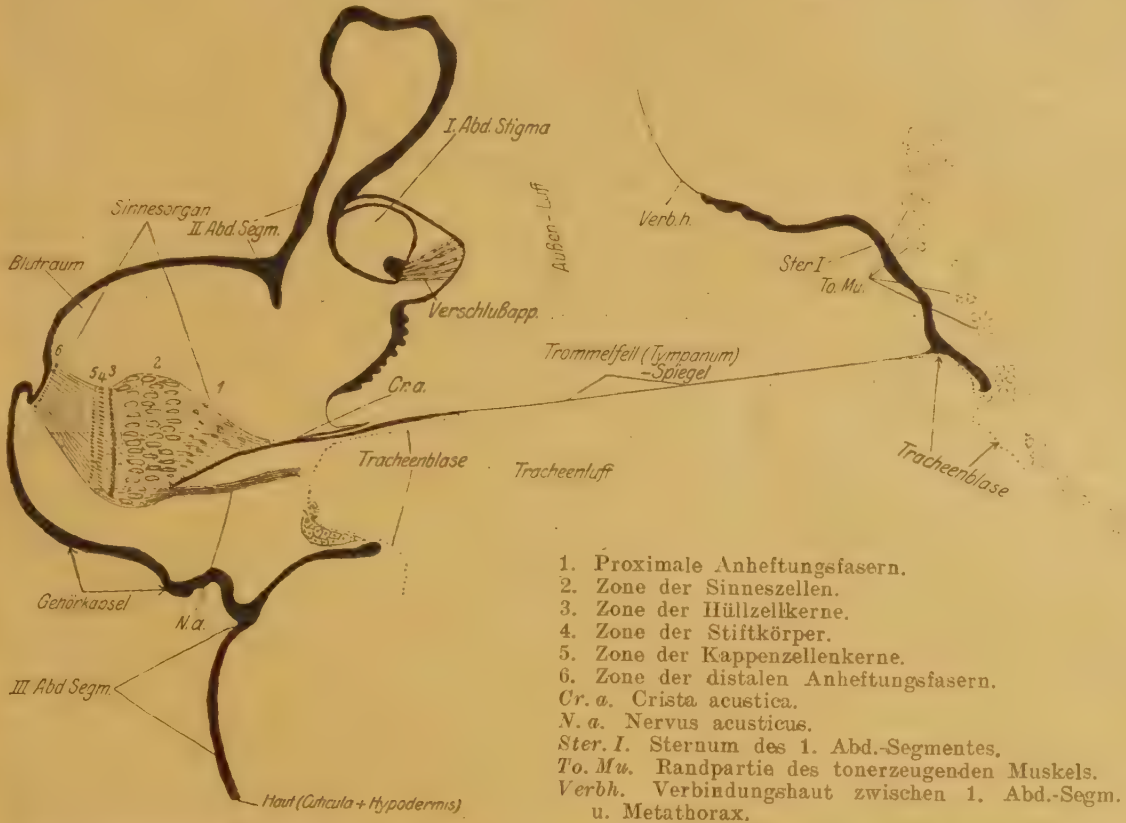 I. Abd. Stigma
Sinnesorgan
II Abd. Segm.
Blutraum
Außen-Luft
Verb.h.
Ster I
To. Mu.
Verschlußapp.
6 5 4 3 2 1
Trommelfell (Tympanum)
-Spiegel
Cr. a.
Tracheenblase
Tracheenluft
Tracheenblase
Gehörkapsel
N. a.
III Abd Segm.
Haut (Cuticula + Hypodermis)
1. Proximale Anheftungsfasern.
2. Zone der Sinneszellen.
3. Zone der Hüllzellkerne.
4. Zone der Stiftkörper.
5. Zone der Kappenzellenkerne.
6. Zone der distalen Anheftungsfasern.
Cr. a. Crista acustica.
N. a. Nervus acusticus.
Ster. I. Sternum des 1. Abd.-Segmentes.
To. Mu. Randpartie des tonerzeugenden Muskels.
Verbh. Verbindungshaut zwischen 1. Abd.-Segm.
u. Metathorax.